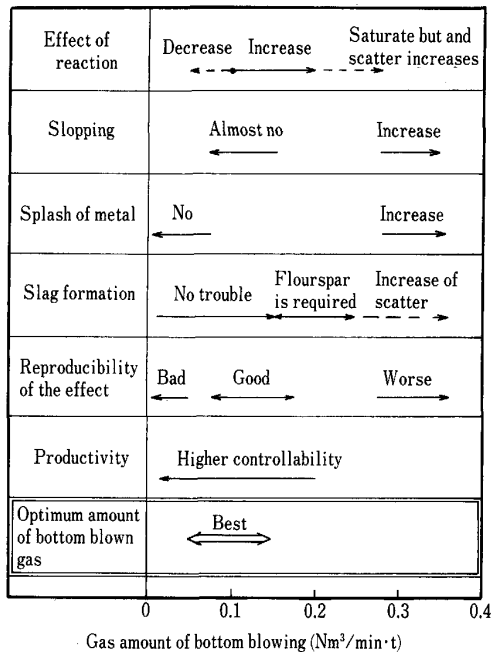 Effect of
reaction
Decrease Increase
Saturate but and
scatter increases
Slopping
Almost no
Increase
Splash of metal
No
Increase
Slag formation
No trouble
Flourspar
is required
Increase of
scatter
Reproducibility
of the effect
Bad
Good
Worse
Productivity
Higher controllability
Optimum amount
of bottom blown
gas
Best
0 0.1 0.2 0.3 0.4
Gas amount of bottom blowing (Nm³/min·t)